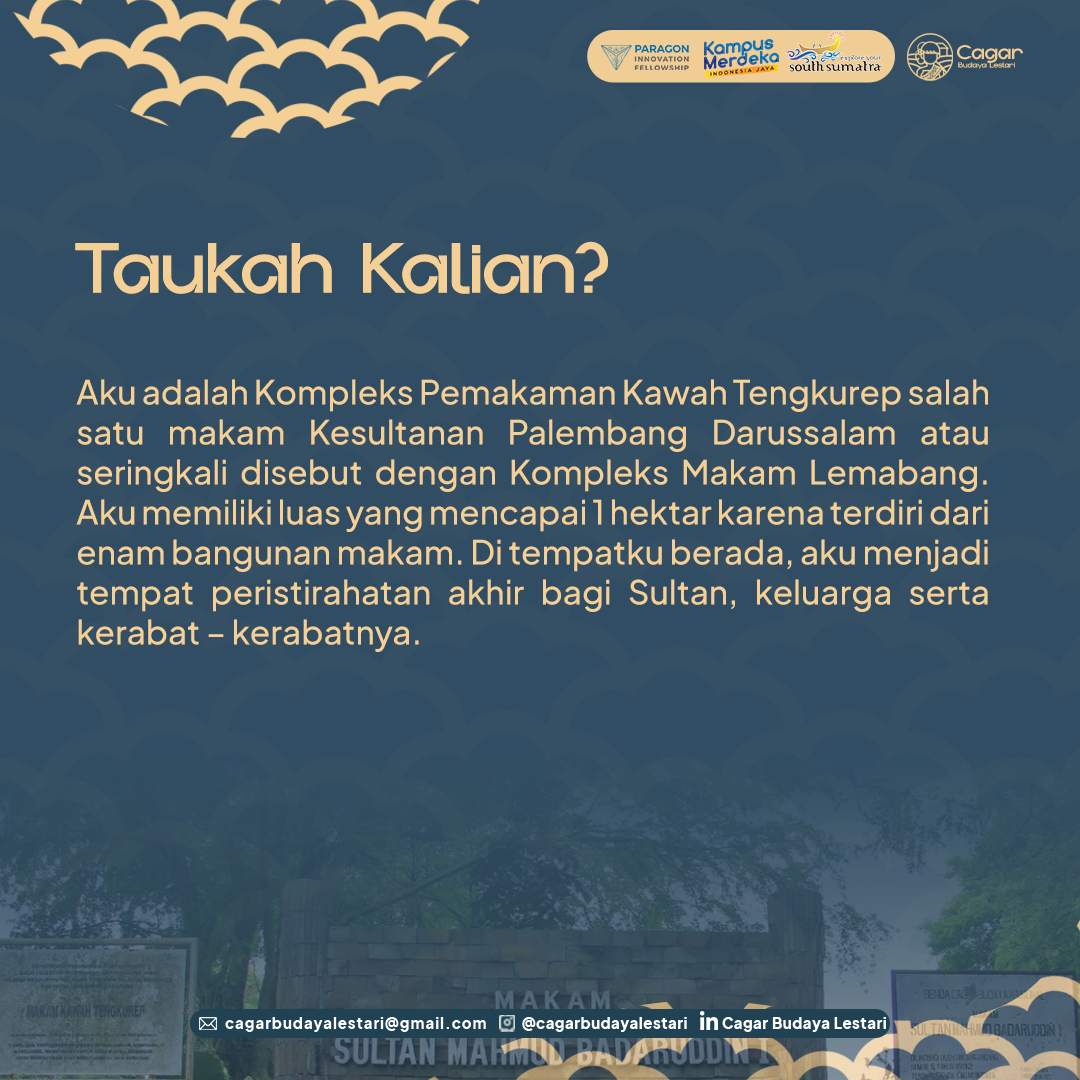 PARAGON
INNOVATION
FELLOWSHIP
Kampus
Merdeka
INDONESIA JAYA
explore your
south sumatra
Cagar
Budaya Lestari
Taukah Kalian?
Aku adalah Kompleks Pemakaman Kawah Tengkurep salah
satu makam Kesultanan Palembang Darussalam atau
seringkali disebut dengan Kompleks Makam Lemabang.
Aku memiliki luas yang mencapai 1 hektar karena terdiri dari
enam bangunan makam. Di tempatku berada, aku menjadi
tempat peristirahatan akhir bagi Sultan, keluarga serta
kerabat – kerabatnya.
MAKAM
SULTAN MAHMUD BADARUDDIN I
MAKAM KAWAH TENGKUREP
BENDA CAGAR BUDAYA
MAKAM
SULTAN MAHMUD BADARUDDIN I
cagarbudayalestari@gmail.com
@cagarbudayalestari
in Cagar Budaya Lestari